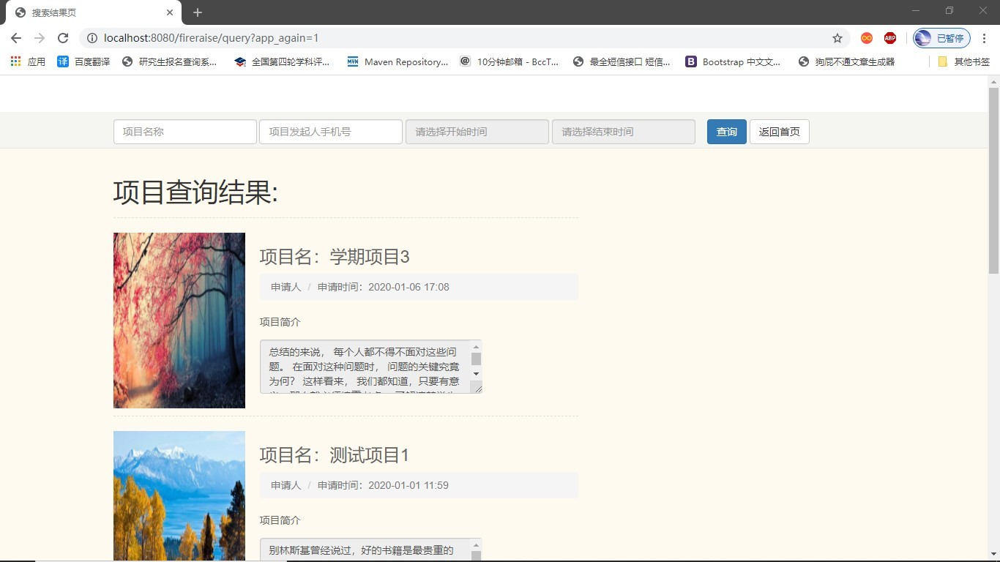 搜索结果页
localhost:8080/fireraise/query?app_again=1
ABP
已暂停
应用
译 百度翻译
研究生报名查询系...
全国第四轮学科评...
MVN Maven Repository...
@ 10分钟邮箱 - BccT...
最全短信接口 短信...
B Bootstrap 中文文...
狗屁不通文章生成器
其他书签
项目名称
项目发起人手机号
请选择开始时间
请选择结束时间
查询
返回首页
项目查询结果:
项目名：学期项目3
申请人 / 申请时间：2020-01-06 17:08
项目简介
总结的来说， 每个人都不得不面对这些问
题。 在面对这种问题时， 问题的关键究竟
为何？ 这样看来， 我们都知道，只要有意
项目名：测试项目1
申请人 / 申请时间：2020-01-01 11:59
项目简介
别林斯基曾经说过，好的书籍是最贵重的